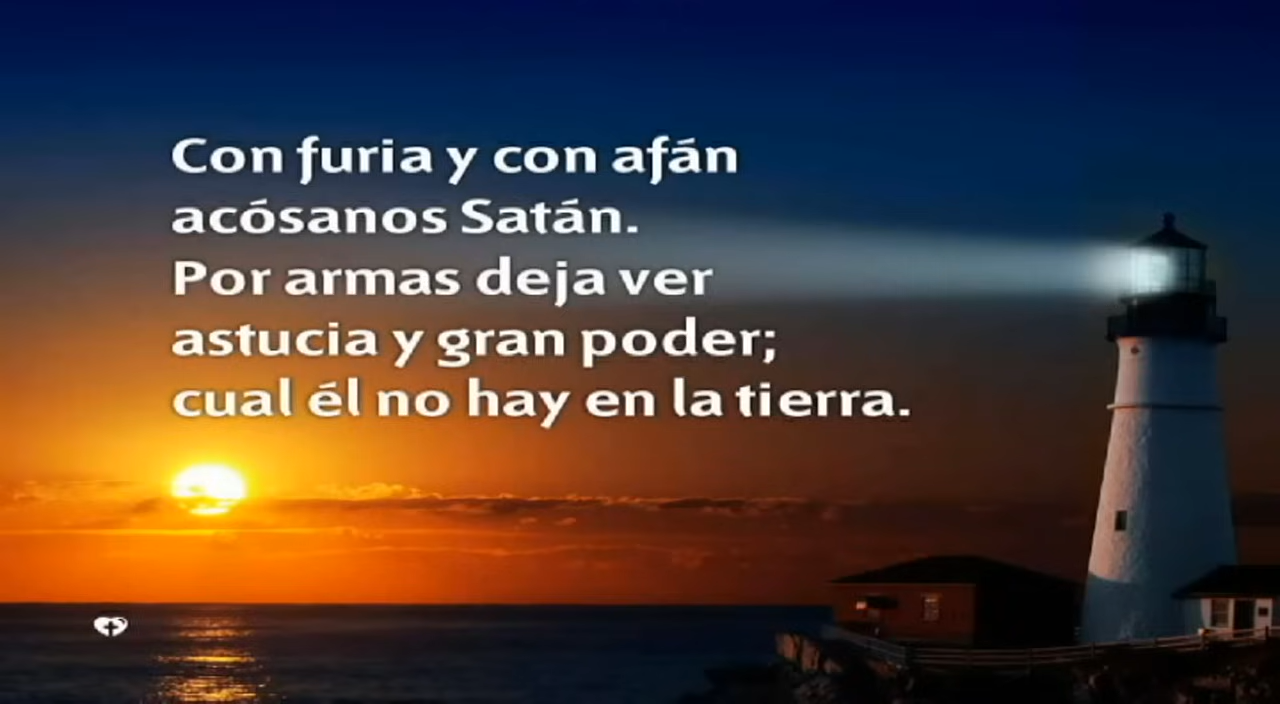 Con furia y con afán
acósanos Satán.
Por armas deja ver
astucia y gran poder;
cual él no hay en la tierra.